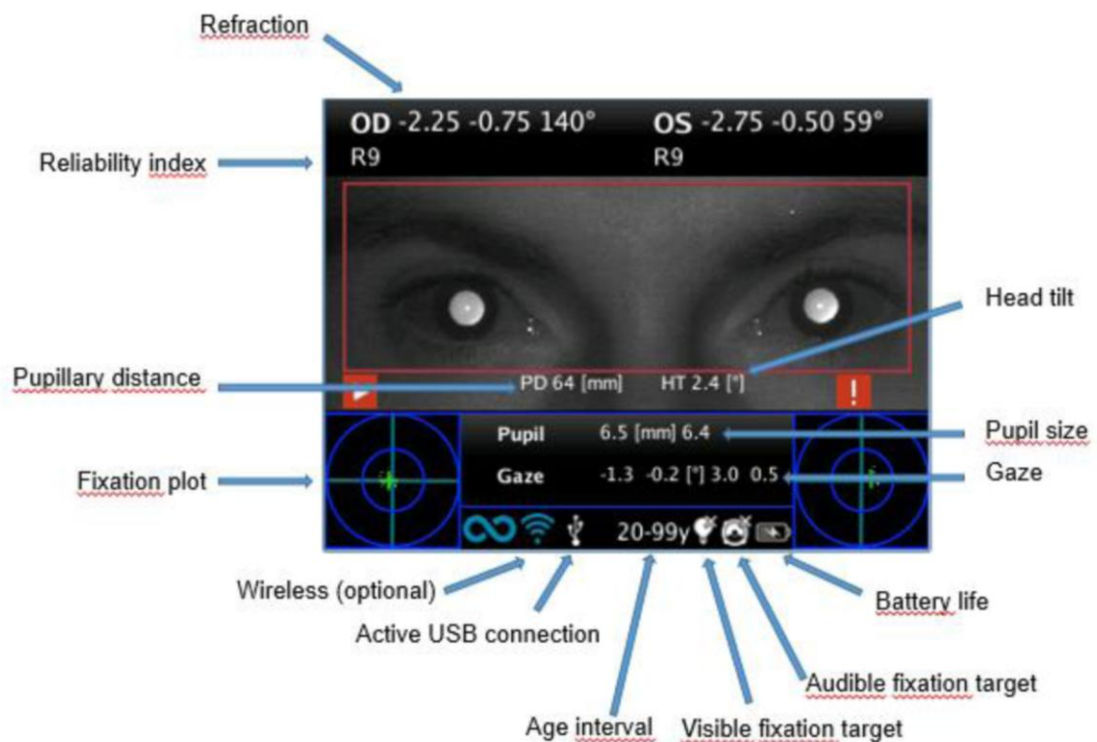 Refraction
OD -2.25 -0.75 140° OS -2.75 -0.50 59°
R9 R9
Reliability index
Head tilt
Pupillary distance
PD 64 [mm] HT 2.4 [°]
!
Pupil 6.5 [mm] 6.4
Pupil size
Gaze -1.3 -0.2 [°] 3.0 0.5
Gaze
Fixation plot
20-99y
Wireless (optional)
Battery life
Active USB connection
Audible fixation target
Age interval
Visible fixation target